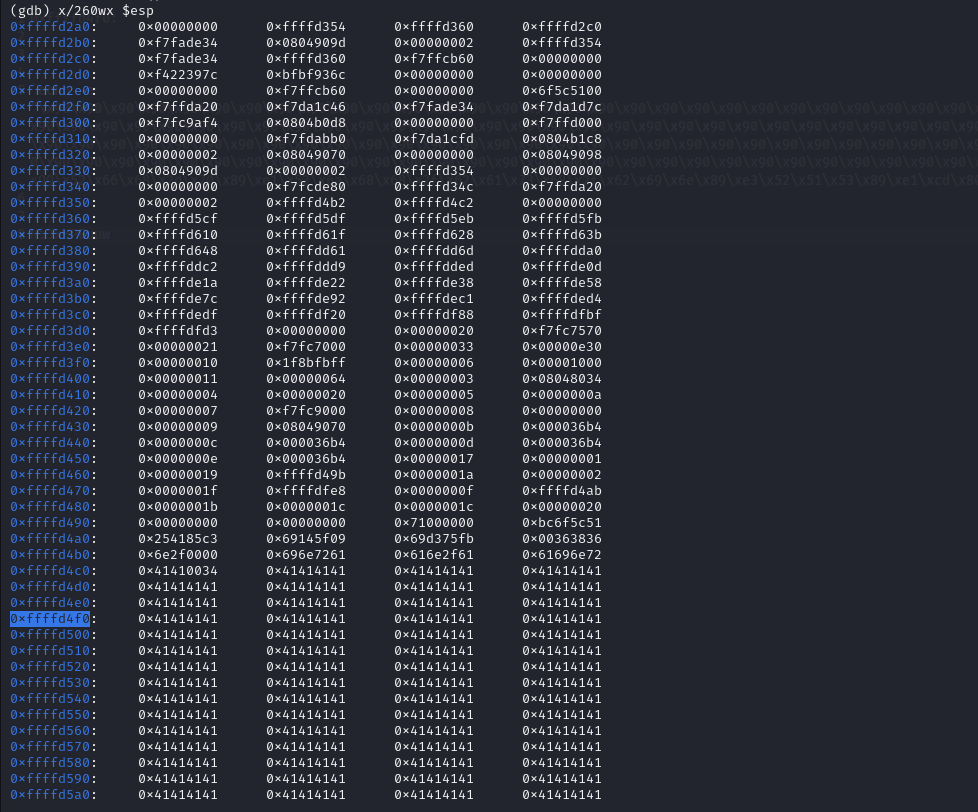 (gdb) x/260wx $esp
0xffffd2a0: 0x00000000 0xffffd354 0xffffd360 0xffffd2c0
0xffffd2b0: 0xf7fade34 0x0804909d 0x00000002 0xffffd354
0xffffd2c0: 0xf7fade34 0xffffd360 0xf7ffcb60 0x00000000
0xffffd2d0: 0xf422397c 0xbfbf936c 0x00000000 0x00000000
0xffffd2e0: 0x00000000 0xf7ffcb60 0x00000000 0x6f5c5100
0xffffd2f0: 0xf7ffda20 0xf7da1c46 0xf7fade34 0xf7da1d7c
0xffffd300: 0xf7fc9af4 0x0804b0d8 0x00000000 0xf7ffd000
0xffffd310: 0x00000000 0xf7fdabb0 0xf7da1cfd 0x0804b1c8
0xffffd320: 0x00000002 0x08049070 0x00000000 0x08049098
0xffffd330: 0x0804909d 0x00000002 0xffffd354 0x00000000
0xffffd340: 0x00000000 0xf7fcde80 0xffffd34c 0xf7ffda20
0xffffd350: 0x00000002 0xffffd4b2 0xffffd4c2 0x00000000
0xffffd360: 0xffffd5cf 0xffffd5df 0xffffd5eb 0xffffd5fb
0xffffd370: 0xffffd610 0xffffd61f 0xffffd628 0xffffd63b
0xffffd380: 0xffffd648 0xffffdd61 0xffffdd6d 0xffffdda0
0xffffd390: 0xffffddc2 0xffffddd9 0xffffdded 0xffffde0d
0xffffd3a0: 0xffffde1a 0xffffde22 0xffffde38 0xffffde58
0xffffd3b0: 0xffffde7c 0xffffde92 0xffffdec1 0xffffded4
0xffffd3c0: 0xffffdedf 0xffffdf20 0xffffdf88 0xffffdfbf
0xffffd3d0: 0xffffdfd3 0x00000000 0x00000020 0xf7fc7570
0xffffd3e0: 0x00000021 0xf7fc7000 0x00000033 0x00000e30
0xffffd3f0: 0x00000010 0x1f8bfbff 0x00000006 0x00001000
0xffffd400: 0x00000011 0x00000064 0x00000003 0x08048034
0xffffd410: 0x00000004 0x00000020 0x00000005 0x0000000a
0xffffd420: 0x00000007 0xf7fc9000 0x00000008 0x00000000
0xffffd430: 0x00000009 0x08049070 0x0000000b 0x000036b4
0xffffd440: 0x0000000c 0x000036b4 0x0000000d 0x000036b4
0xffffd450: 0x0000000e 0x000036b4 0x00000017 0x00000001
0xffffd460: 0x00000019 0xffffd49b 0x0000001a 0x00000002
0xffffd470: 0x0000001f 0xffffdfe8 0x0000000f 0xffffd4ab
0xffffd480: 0x0000001b 0x0000001c 0x0000001c 0x00000020
0xffffd490: 0x00000000 0x00000000 0x71000000 0xbc6f5c51
0xffffd4a0: 0x254185c3 0x69145f09 0x69d375fb 0x00363836
0xffffd4b0: 0x6e2f0000 0x696e7261 0x616e2f61 0x61696e72
0xffffd4c0: 0x41410034 0x41414141 0x41414141 0x41414141
0xffffd4d0: 0x41414141 0x41414141 0x41414141 0x41414141
0xffffd4e0: 0x41414141 0x41414141 0x41414141 0x41414141
0xffffd4f0: 0x41414141 0x41414141 0x41414141 0x41414141
0xffffd500: 0x41414141 0x41414141 0x41414141 0x41414141
0xffffd510: 0x41414141 0x41414141 0x41414141 0x41414141
0xffffd520: 0x41414141 0x41414141 0x41414141 0x41414141
0xffffd530: 0x41414141 0x41414141 0x41414141 0x41414141
0xffffd540: 0x41414141 0x41414141 0x41414141 0x41414141
0xffffd550: 0x41414141 0x41414141 0x41414141 0x41414141
0xffffd560: 0x41414141 0x41414141 0x41414141 0x41414141
0xffffd570: 0x41414141 0x41414141 0x41414141 0x41414141
0xffffd580: 0x41414141 0x41414141 0x41414141 0x41414141
0xffffd590: 0x41414141 0x41414141 0x41414141 0x41414141
0xffffd5a0: 0x41414141 0x41414141 0x41414141 0x41414141